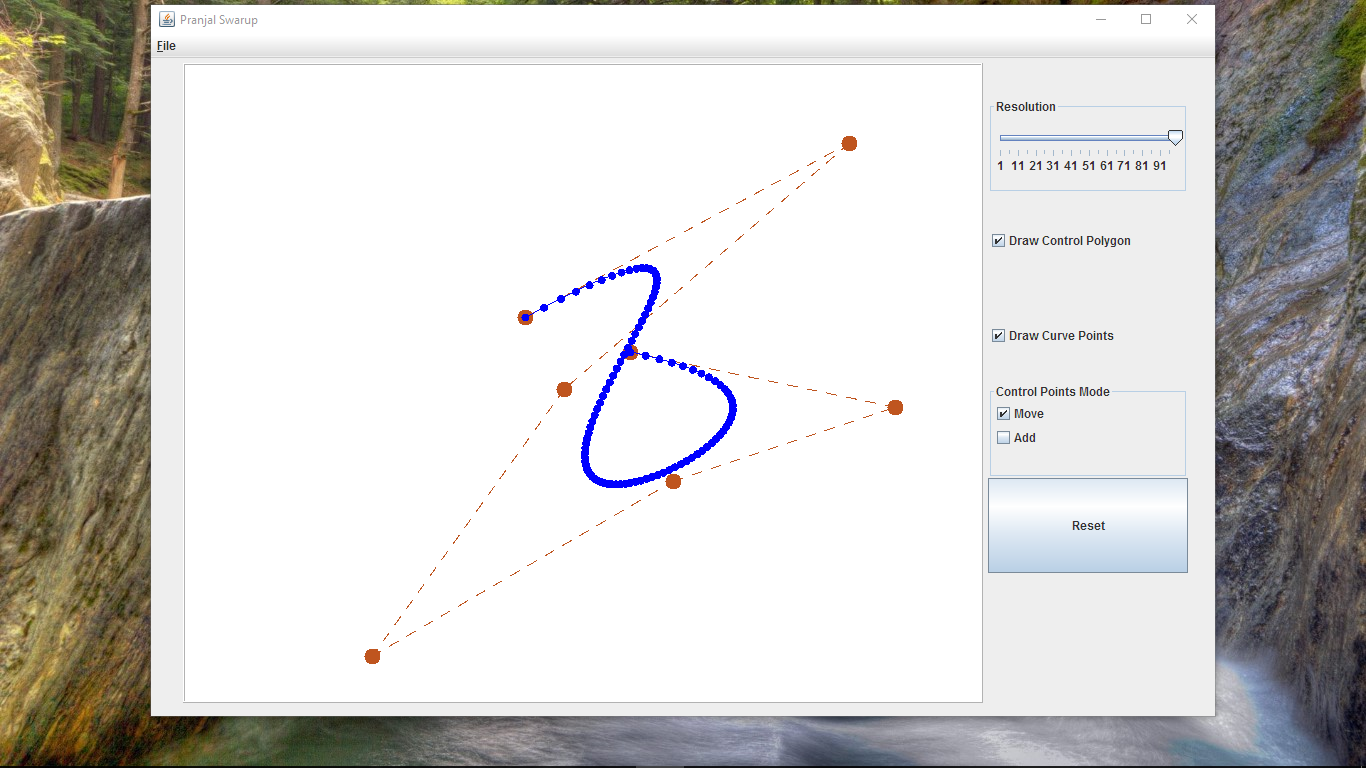 Pranjal Swarup
File
Resolution
1 11 21 31 41 51 61 71 81 91
Draw Control Polygon
Draw Curve Points
Control Points Mode
Move
Add
Reset